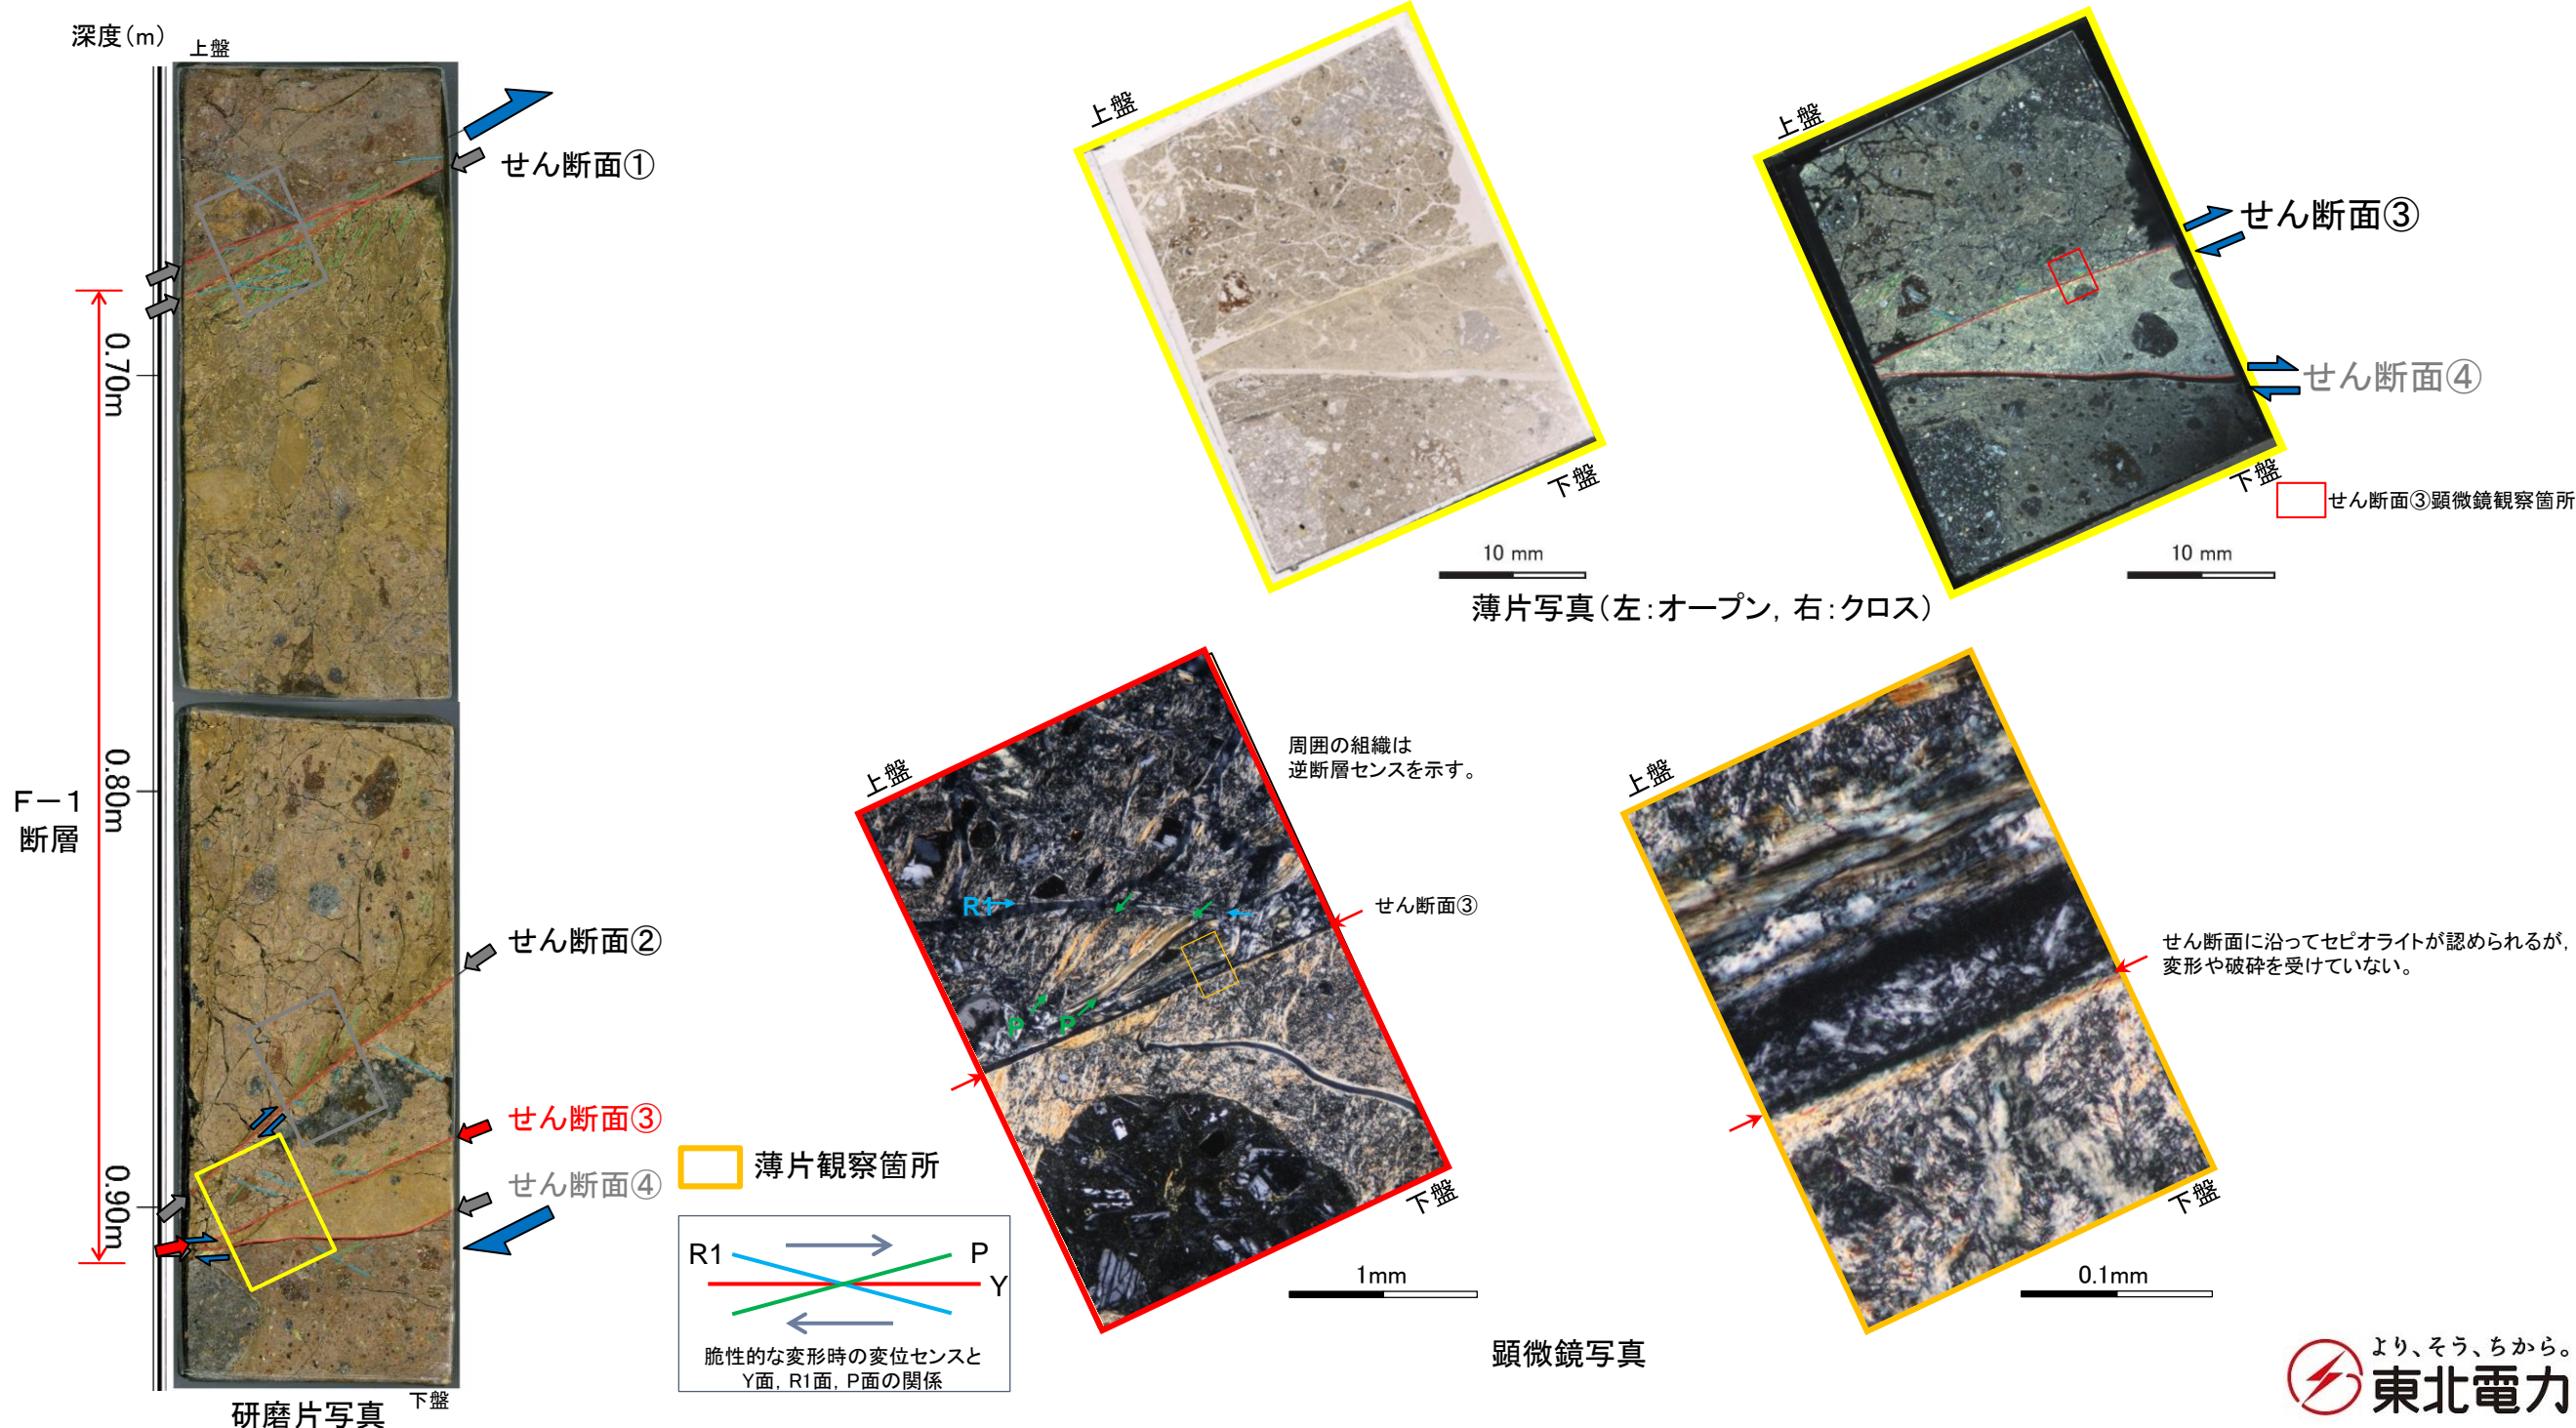 深度(m)
上盤
せん断面①
0.70m
0.80m
F－1
断層
せん断面②
せん断面③
せん断面④
0.90m
下盤
研磨片写真
薄片観察箇所
R1
P
Y
脆性的な変形時の変位センスと
Y面, R1面, P面の関係
上盤
下盤
10 mm
上盤
せん断面③
せん断面④
下盤
せん断面③顕微鏡観察箇所
10 mm
薄片写真(左:オープン, 右:クロス)
上盤
周囲の組織は
逆断層センスを示す。
R1
P
P
せん断面③
下盤
1mm
上盤
せん断面に沿ってセピオライトが認められるが,
変形や破砕を受けていない。
下盤
0.1mm
顕微鏡写真
より、そう、ちから。
東北電力